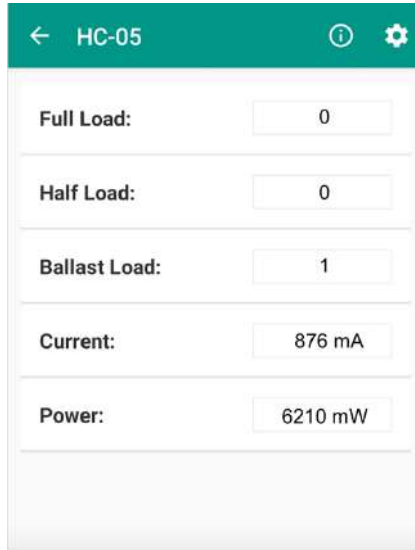 HC-05
Full Load: 0
Half Load: 0
Ballast Load: 1
Current: 876 mA
Power: 6210 mW